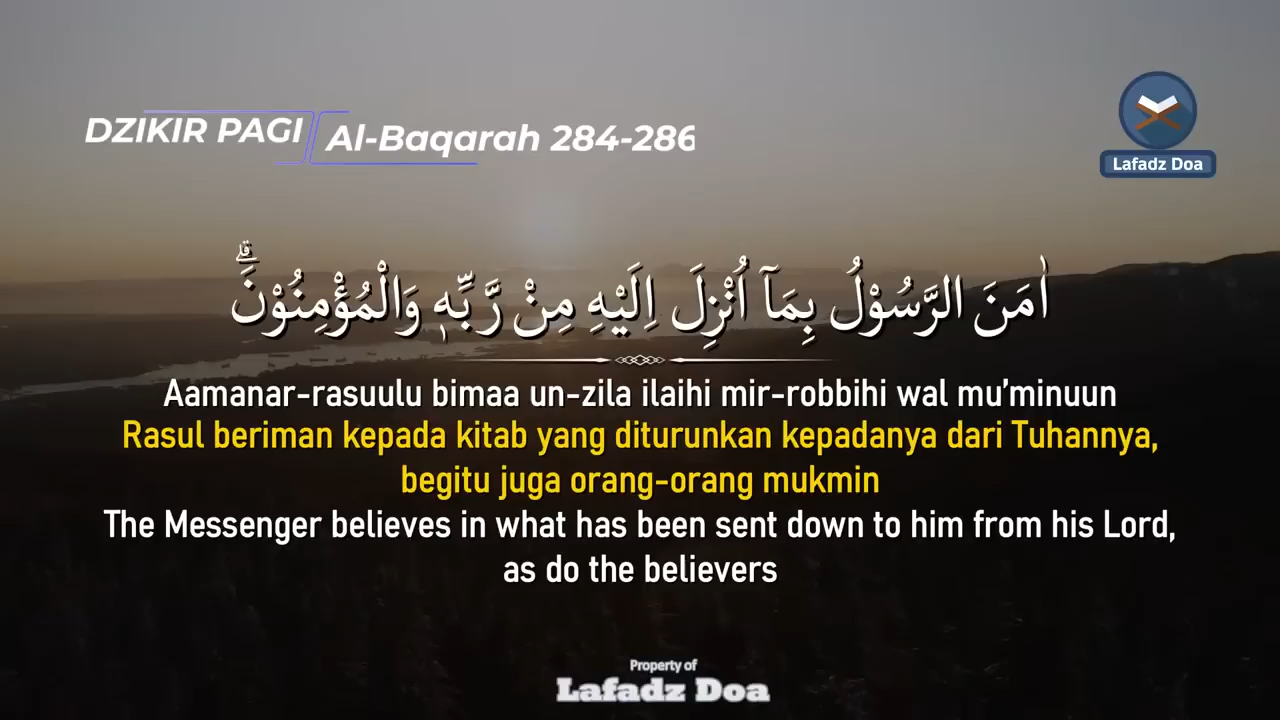 DZIKIR PAGI
Al-Baqarah 284-286
Lafadz Doa
اٰمَنَ الرَّسُوْلُ بِمَآ اُنْزِلَ اِلَيْهِ مِنْ رَّبِّهٖ وَالْمُؤْمِنُوْنَۗ
Aamanar-rasuulu bimaa un-zila ilaihi mir-robbihi wal mu’minuun
Rasul beriman kepada kitab yang diturunkan kepadanya dari Tuhannya,
begitu juga orang-orang mukmin
The Messenger believes in what has been sent down to him from his Lord,
as do the believers
Property of
Lafadz Doa